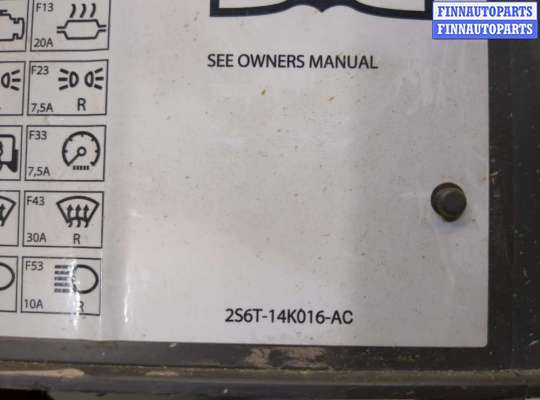 FINNAUTOPARTS
FINNAUTOPARTS
F13
20A
SEE OWNERS MANUAL
F23
7,5A
R
F33
7,5A
F43
30A
R
F53
10A
R
2S6T-14K016-AC